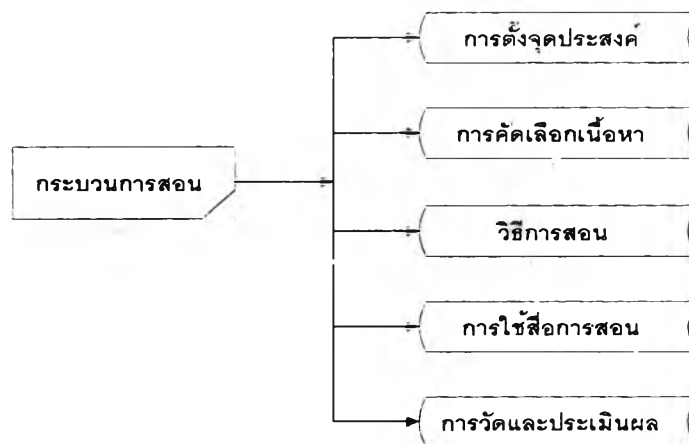 การตั้งจุดประสงค์
การคัดเลือกเนื้อหา
กระบวนการสอน
วิธีการสอน
การใช้สื่อการสอน
การวัดและประเมินผล